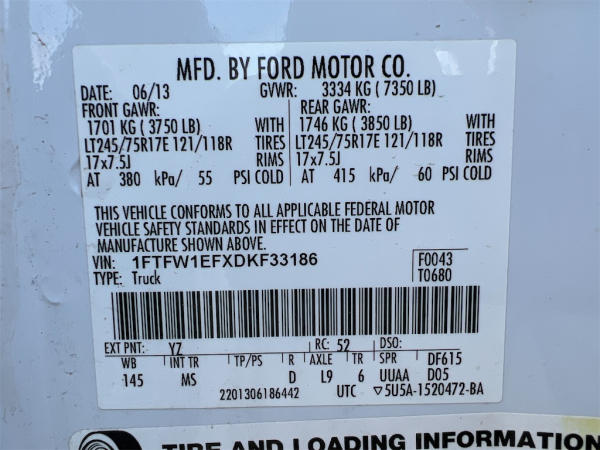 MFD. BY FORD MOTOR CO.
DATE: 06/13 GVWR: 3334 KG ( 7350 LB)
FRONT GAWR: REAR GAWR:
1701 KG ( 3750 LB) WITH 1746 KG ( 3850 LB) WITH
LT245/75R17E 121/118R TIRES LT245/75R17E 121/118R TIRES
17x7.5J RIMS 17x7.5J RIMS
AT 380 kPa/ 55 PSI COLD AT 415 kPa/ 60 PSI COLD
THIS VEHICLE CONFORMS TO ALL APPLICABLE FEDERAL MOTOR
VEHICLE SAFETY STANDARDS IN EFFECT ON THE DATE OF
MANUFACTURE SHOWN ABOVE.
VIN: 1FTFW1EFXDKF33186 F0043
TYPE: Truck T0680
EXT PNT: YZ RC: 52 DSO:
WB INT TR TP/PS R AXLE TR SPR DF615
145 MS D L9 6 UUAA D05
2201306186442 UTC ▽5U5A-1520472-BA
TIRE AND LOADING INFORMATION